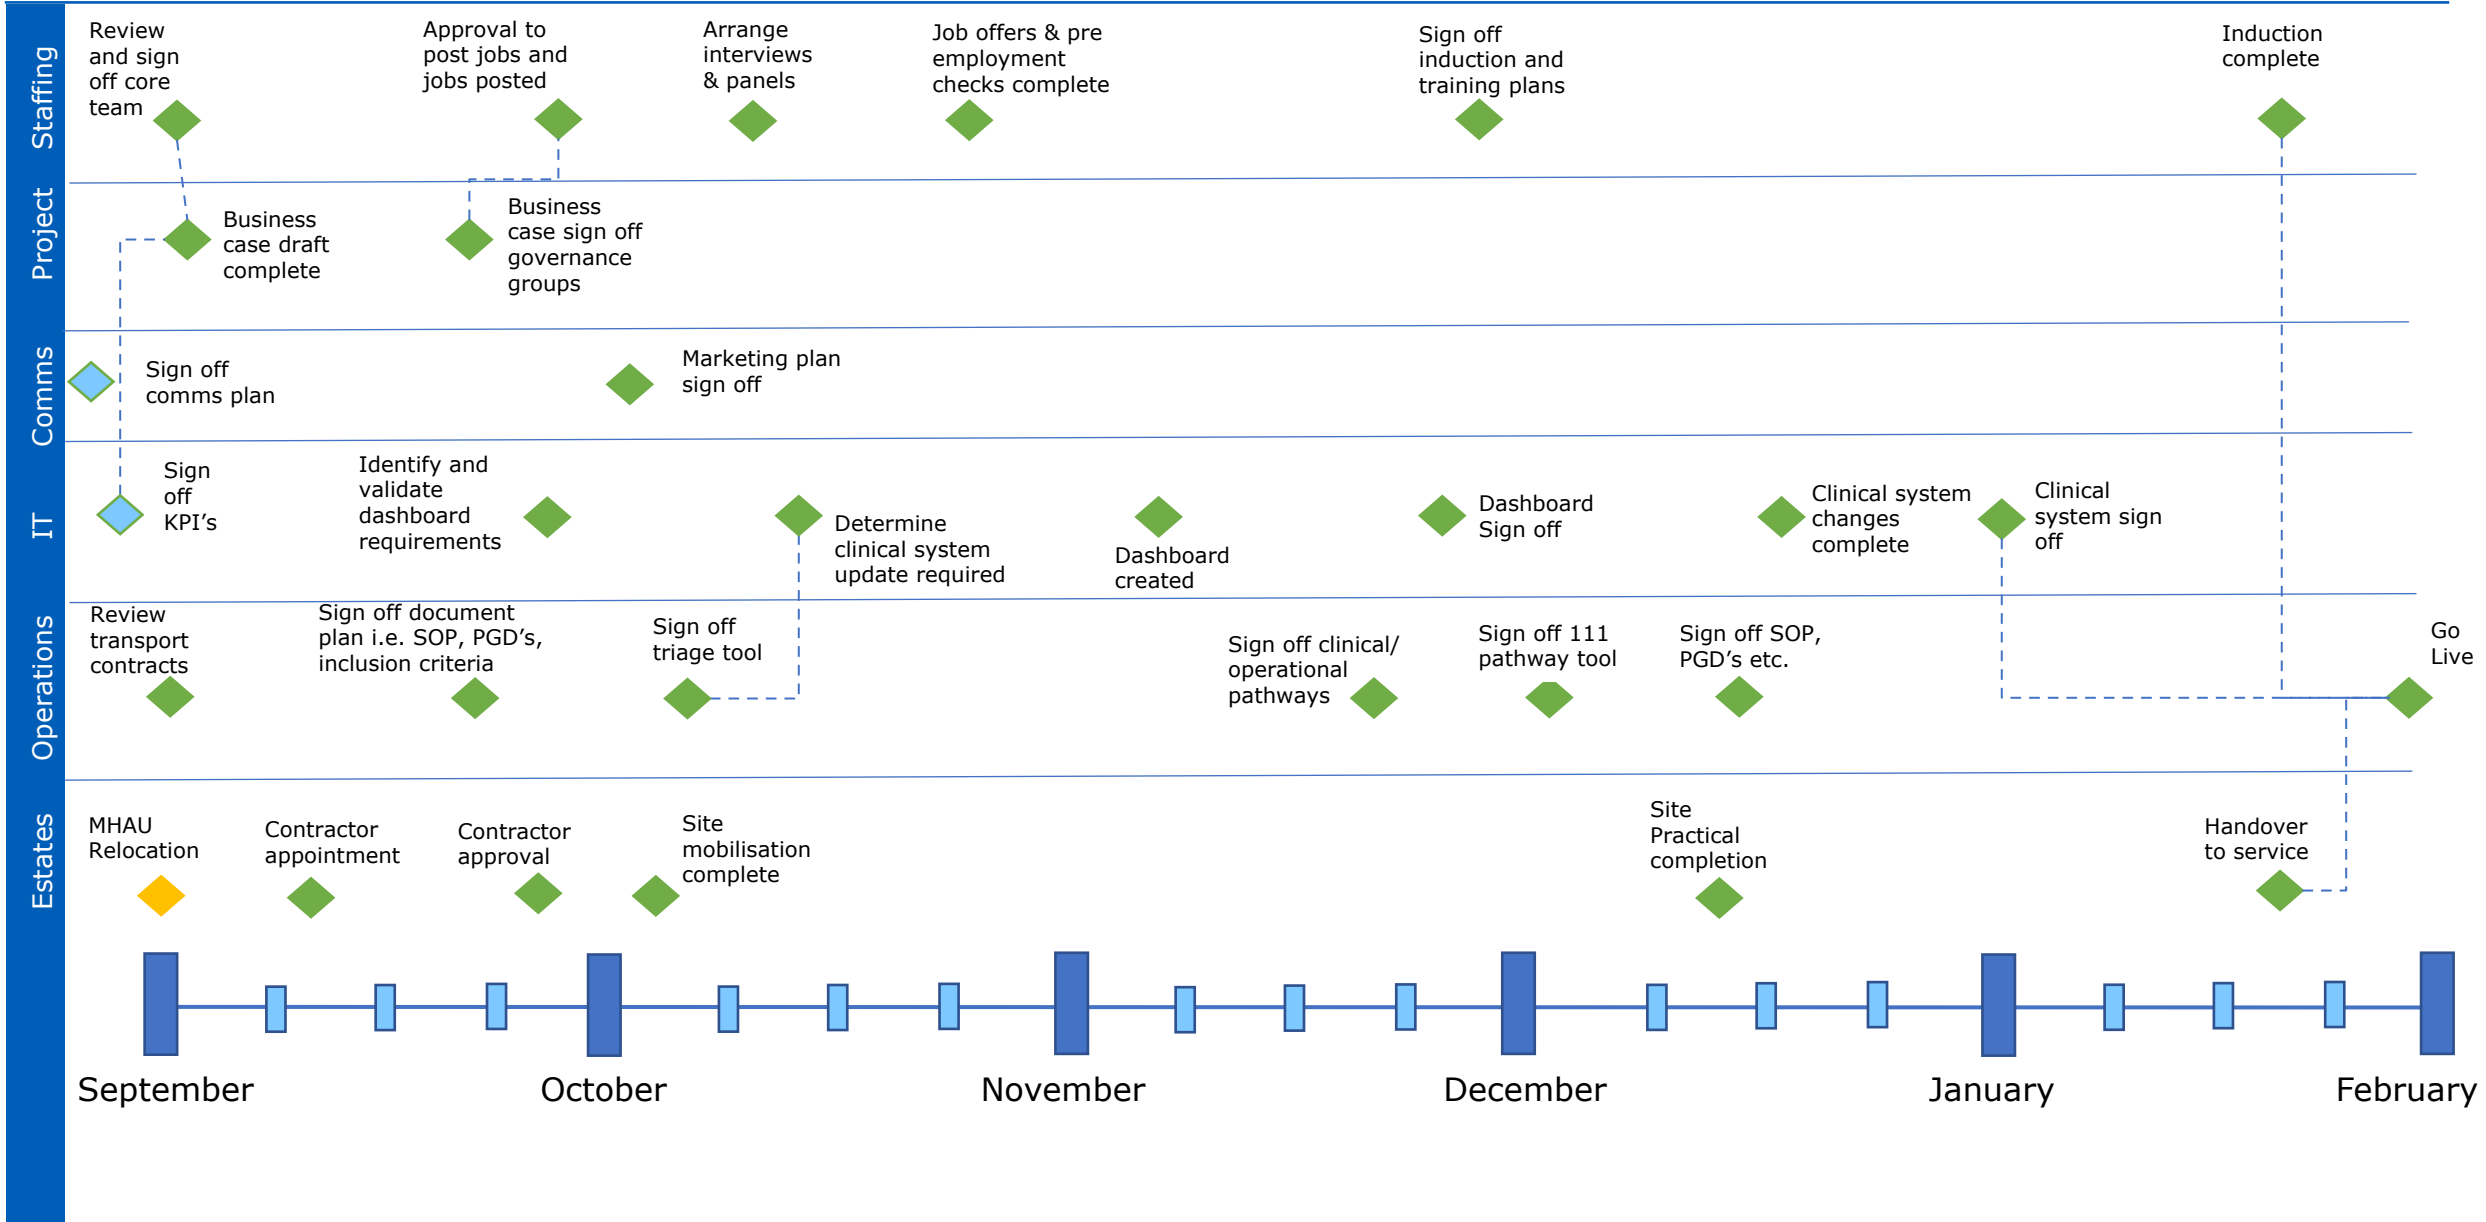 Staffing
Review
and sign
off core
team
Approval to
post jobs and
jobs posted
Arrange
interviews
& panels
Job offers & pre
employment
checks complete
Sign off
induction and
training plans
Induction
complete
Project
Business
case draft
complete
Business
case sign off
governance
groups
Comms
Sign off
comms plan
Marketing plan
sign off
IT
Sign
off
KPI’s
Identify and
validate
dashboard
requirements
Determine
clinical system
update required
Dashboard
created
Dashboard
Sign off
Clinical system
changes
complete
Clinical
system sign
off
Operations
Review
transport
contracts
Sign off document
plan i.e. SOP, PGD’s,
inclusion criteria
Sign off
triage tool
Sign off clinical/
operational
pathways
Sign off 111
pathway tool
Sign off SOP,
PGD’s etc.
Go
Live
Estates
MHAU
Relocation
Contractor
appointment
Contractor
approval
Site
mobilisation
complete
Site
Practical
completion
Handover
to service
September
October
November
December
January
February